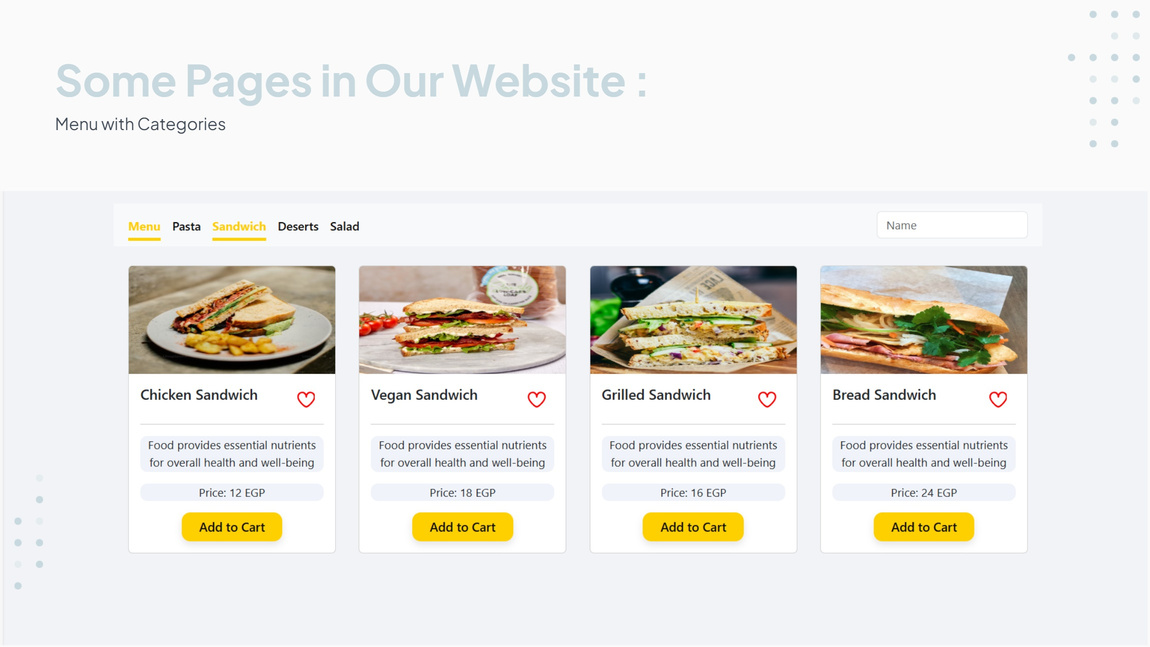 Some Pages in Our Website :
Menu with Categories
Menu Pasta Sandwich Deserts Salad
Name
Chicken Sandwich
Food provides essential nutrients
for overall health and well-being
Price: 12 EGP
Add to Cart
Vegan Sandwich
Food provides essential nutrients
for overall health and well-being
Price: 18 EGP
Add to Cart
Grilled Sandwich
Food provides essential nutrients
for overall health and well-being
Price: 16 EGP
Add to Cart
Bread Sandwich
Food provides essential nutrients
for overall health and well-being
Price: 24 EGP
Add to Cart